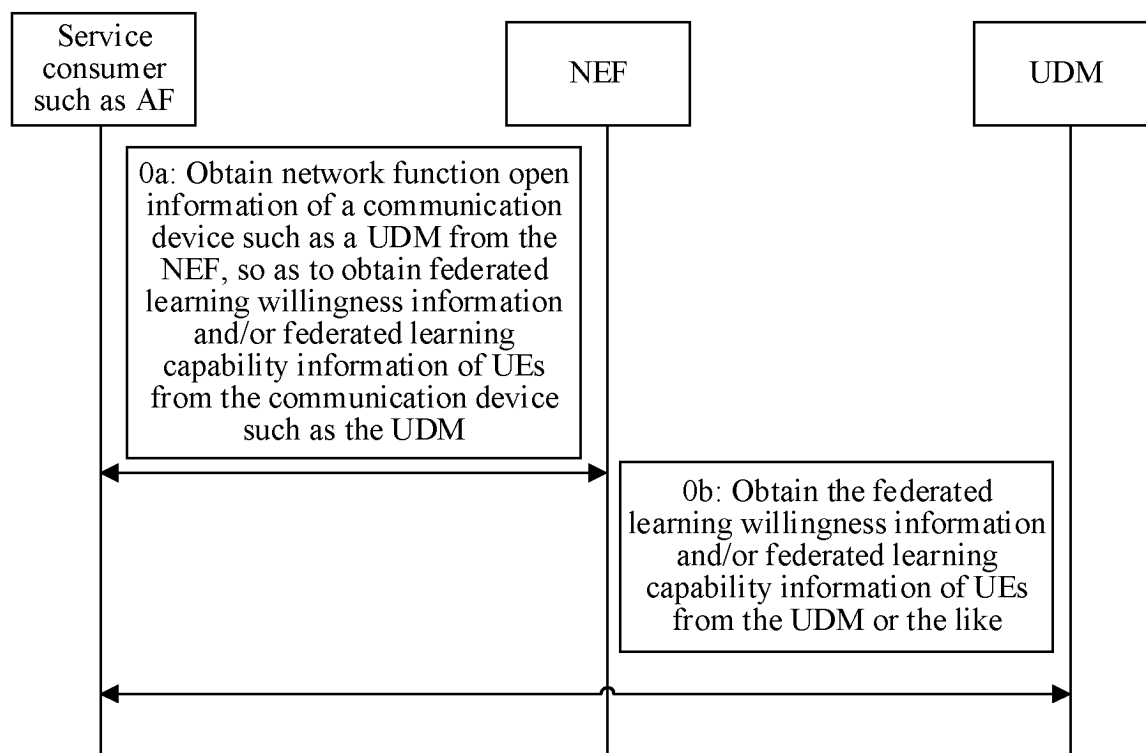 Service
consumer
such as AF
NEF
UDM
0a: Obtain network function open
information of a communication
device such as a UDM from the
NEF, so as to obtain federated
learning willingness information
and/or federated learning
capability information of UEs
from the communication device
such as the UDM
0b: Obtain the federated
learning willingness information
and/or federated learning
capability information of UEs
from the UDM or the like